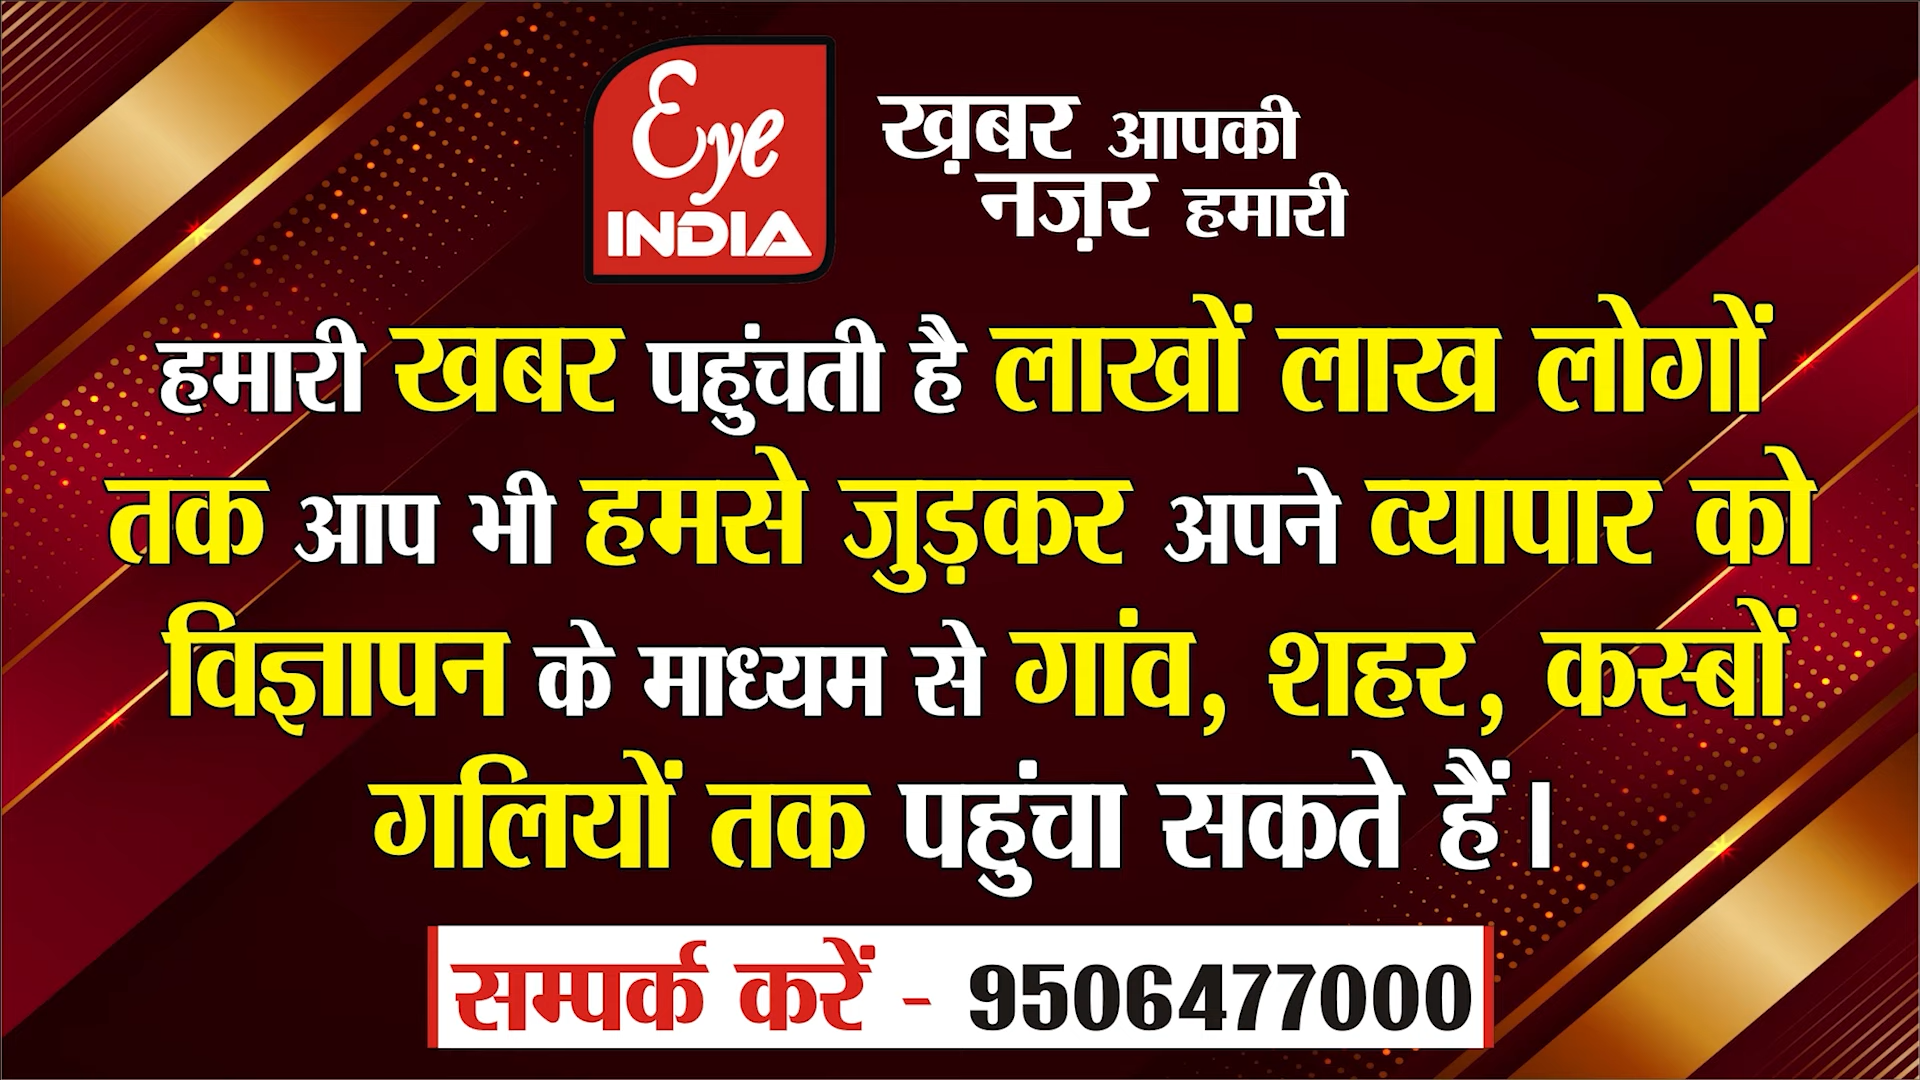 Eye
INDIA
ख़बर आपकी
नज़र हमारी
हमारी खबर पहुंचती है लाखों लाख लोगों
तक आप भी हमसे जुड़कर अपने व्यापार को
विज्ञापन के माध्यम से गांव, शहर, कस्बों
गलियों तक पहुंचा सकते हैं।
सम्पर्क करें - 9506477000